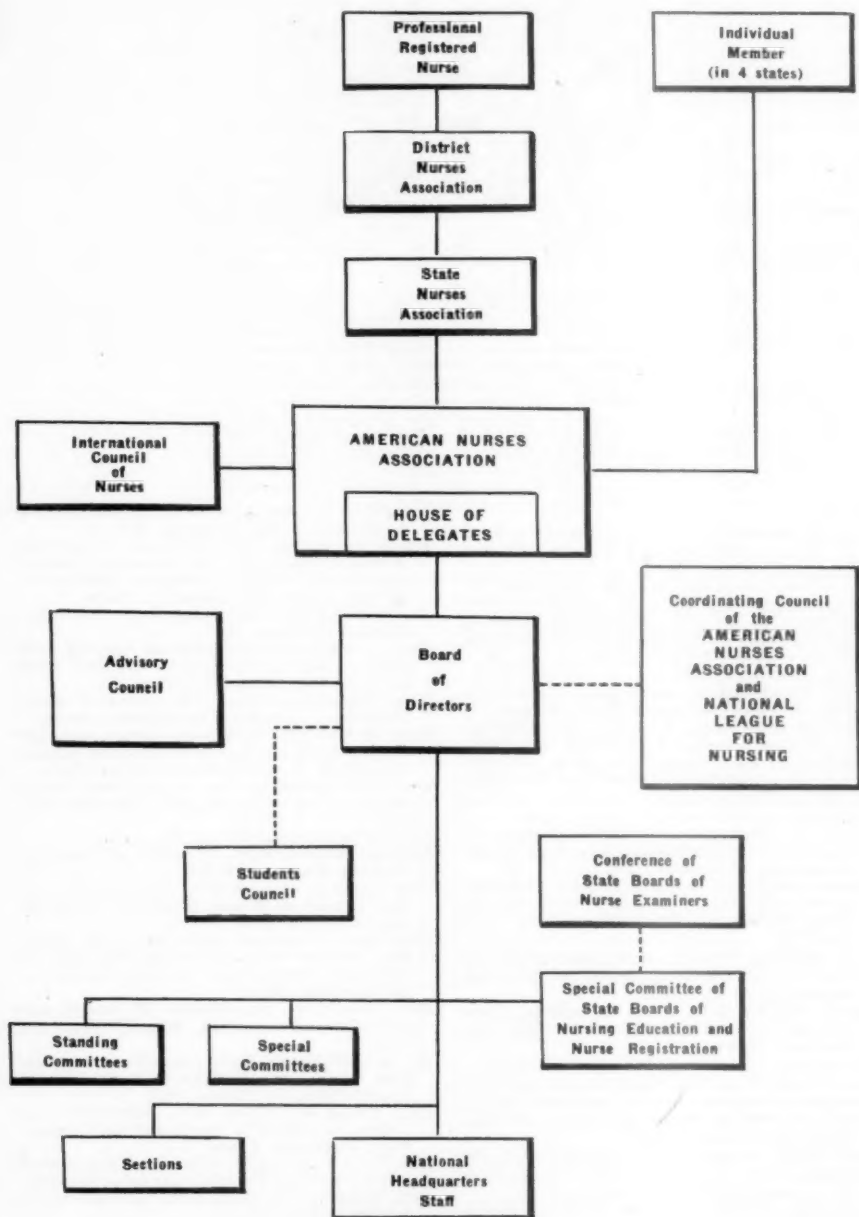 Professional
Registered
Nurse
Individual
Member
(in 4 states)
District
Nurses
Association
State
Nurses
Association
International
Council
of
Nurses
AMERICAN NURSES
ASSOCIATION
HOUSE OF
DELEGATES
Advisory
Council
Board
of
Directors
Coordinating Council
of the
AMERICAN
NURSES
ASSOCIATION
and
NATIONAL
LEAGUE
FOR
NURSING
Students
Council
Conference of
State Boards of
Nurse Examiners
Standing
Committees
Special
Committees
Special Committee of
State Boards of
Nursing Education and
Nurse Registration
Sections
National
Headquarters
Staff